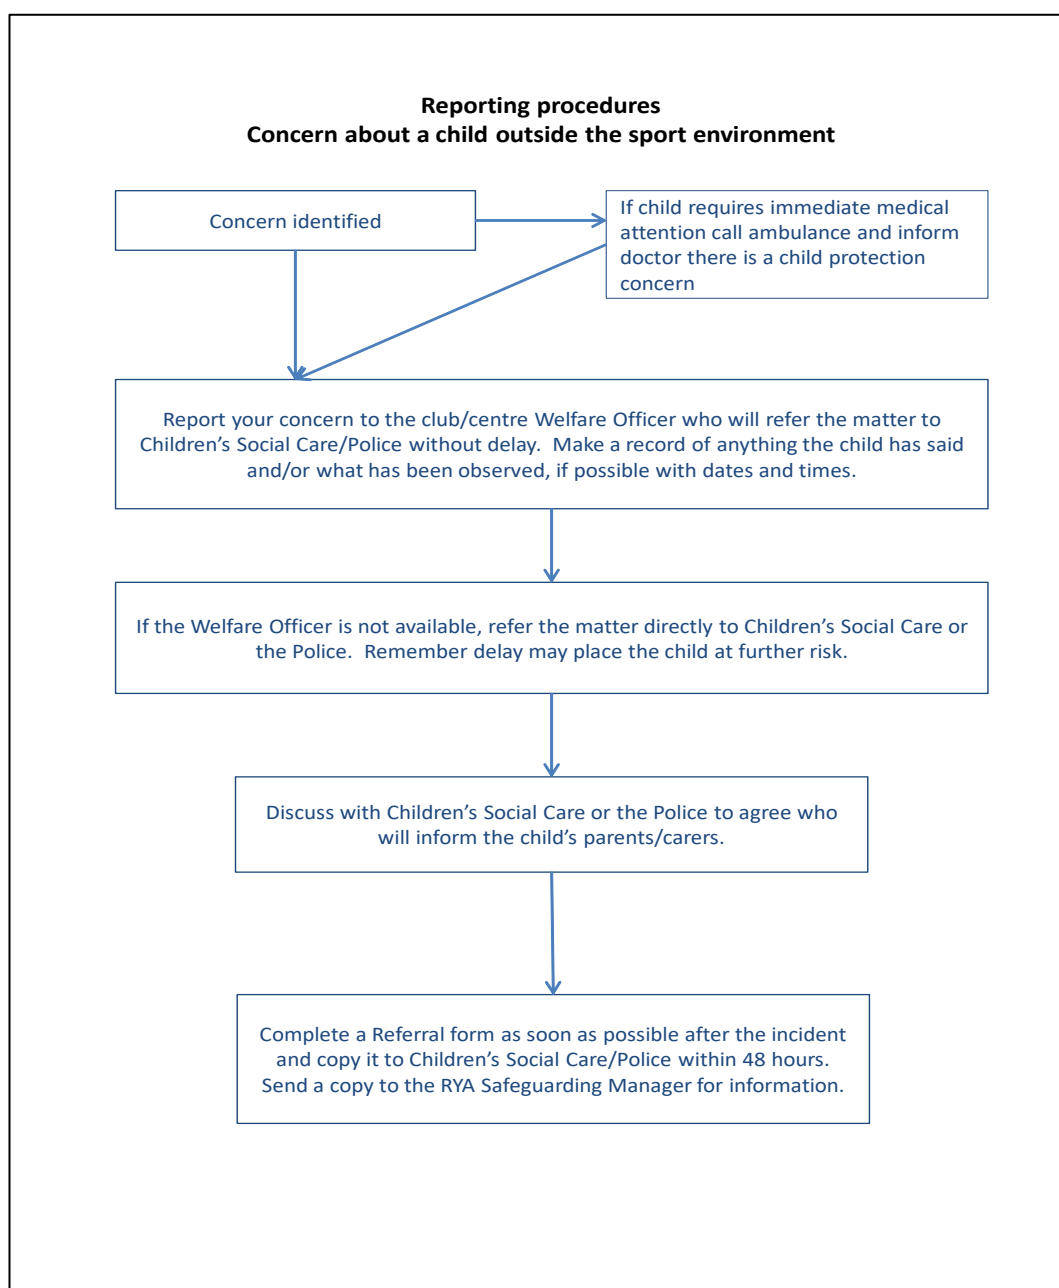 Reporting procedures
Concern about a child outside the sport environment
Concern identified
If child requires immediate medical
attention call ambulance and inform
doctor there is a child protection
concern
Report your concern to the club/centre Welfare Officer who will refer the matter to
Children’s Social Care/Police without delay.  Make a record of anything the child has said
and/or what has been observed, if possible with dates and times.
If the Welfare Officer is not available, refer the matter directly to Children’s Social Care or
the Police.  Remember delay may place the child at further risk.
Discuss with Children’s Social Care or the Police to agree who
will inform the child’s parents/carers.
Complete a Referral form as soon as possible after the incident
and copy it to Children’s Social Care/Police within 48 hours.
Send a copy to the RYA Safeguarding Manager for information.